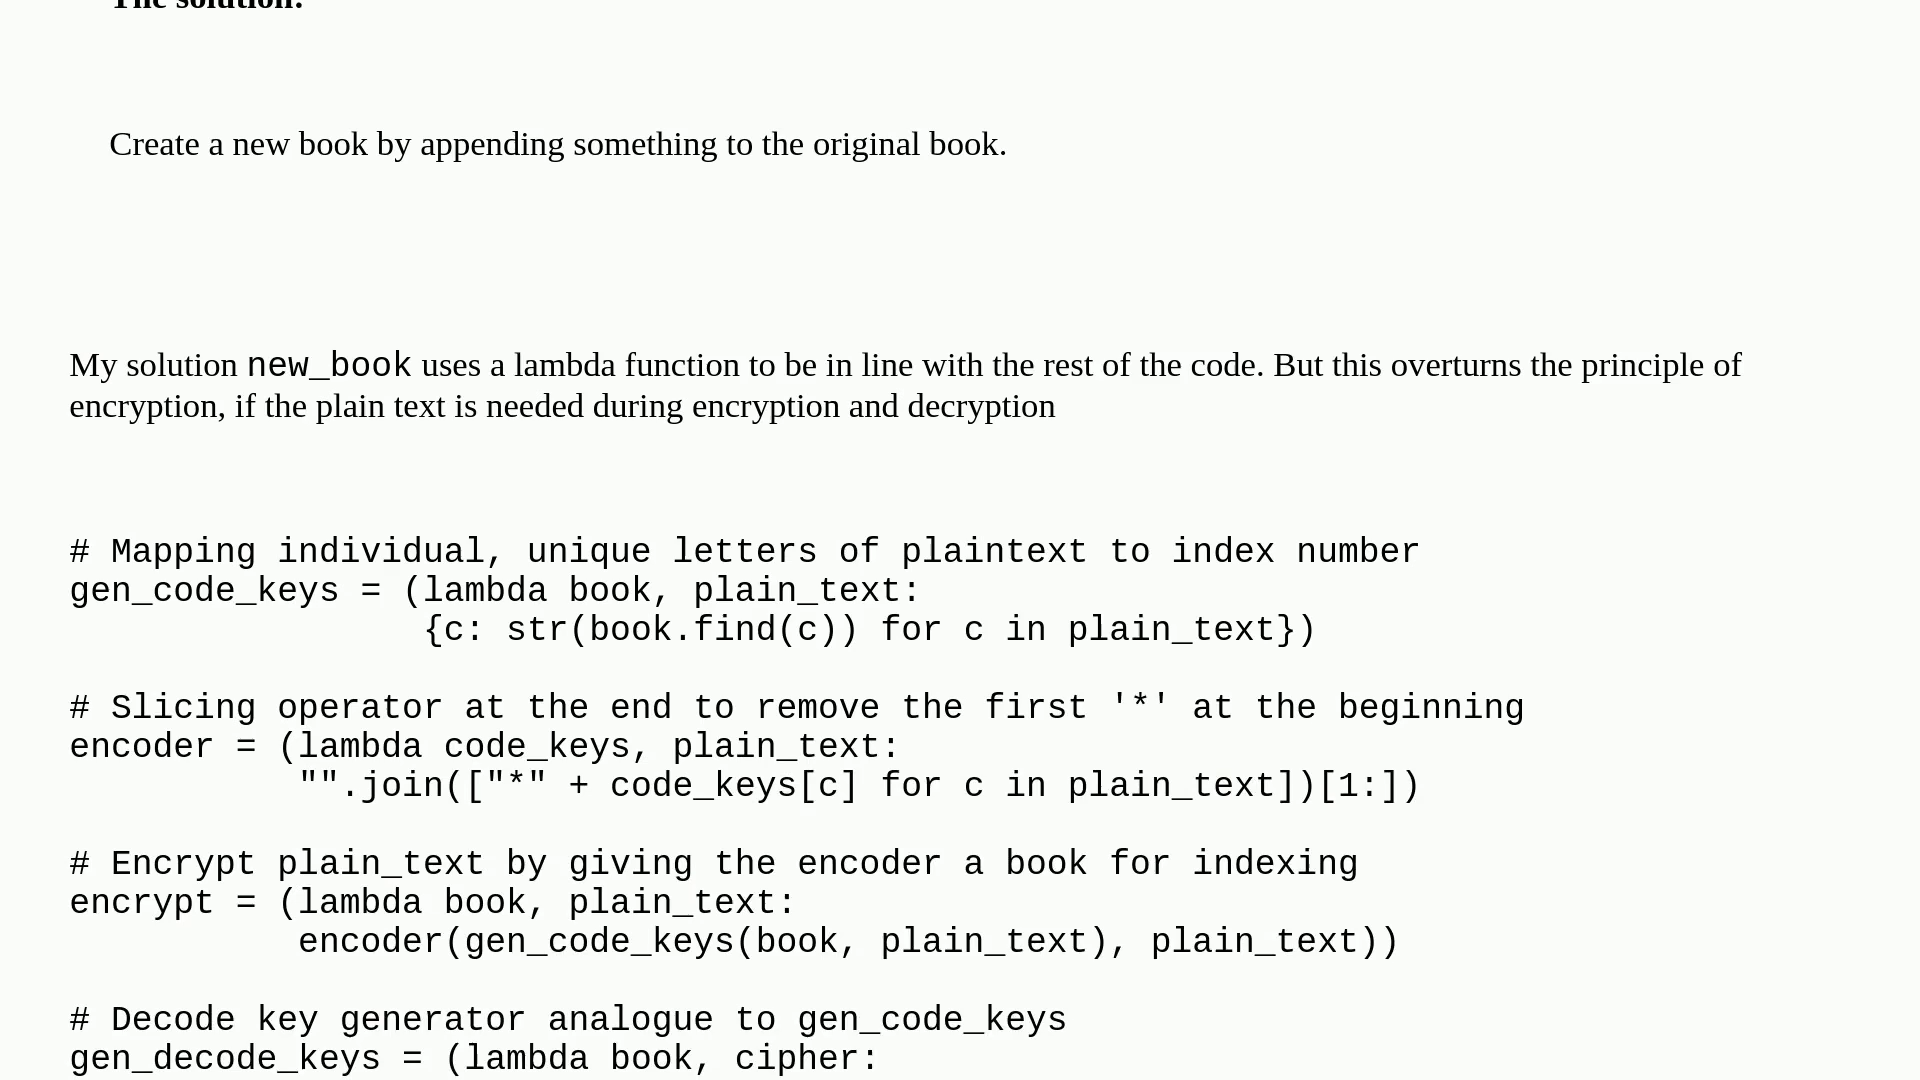 The solution:
Create a new book by appending something to the original book.
My solution new_book uses a lambda function to be in line with the rest of the code. But this overturns the principle of
encryption, if the plain text is needed during encryption and decryption
# Mapping individual, unique letters of plaintext to index number
gen_code_keys = (lambda book, plain_text:
                 {c: str(book.find(c)) for c in plain_text})
# Slicing operator at the end to remove the first '*' at the beginning
encoder = (lambda code_keys, plain_text:
           "".join(["*" + code_keys[c] for c in plain_text])[1:])
# Encrypt plain_text by giving the encoder a book for indexing
encrypt = (lambda book, plain_text:
           encoder(gen_code_keys(book, plain_text), plain_text))
# Decode key generator analogue to gen_code_keys
gen_decode_keys = (lambda book, cipher: